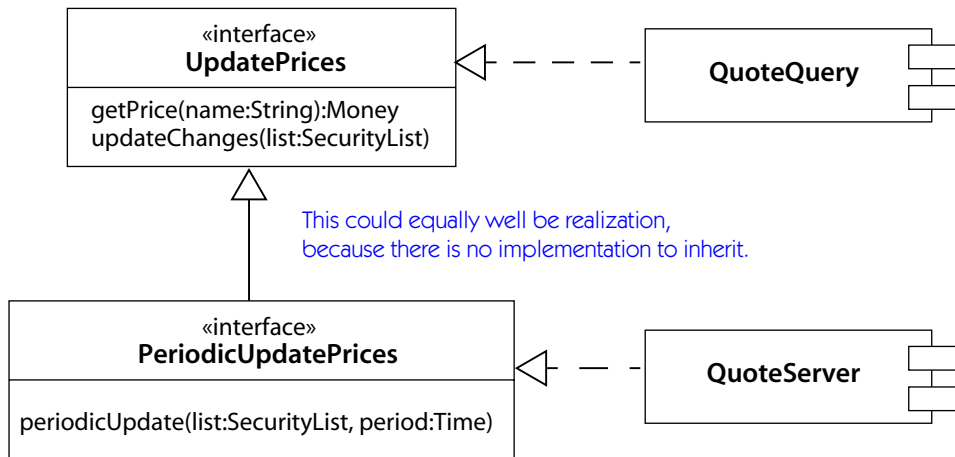 «interface»
UpdatePrices
getPrice(name:String):Money
updateChanges(list:SecurityList)
QuoteQuery
This could equally well be realization,
because there is no implementation to inherit.
«interface»
PeriodicUpdatePrices
periodicUpdate(list:SecurityList, period:Time)
QuoteServer